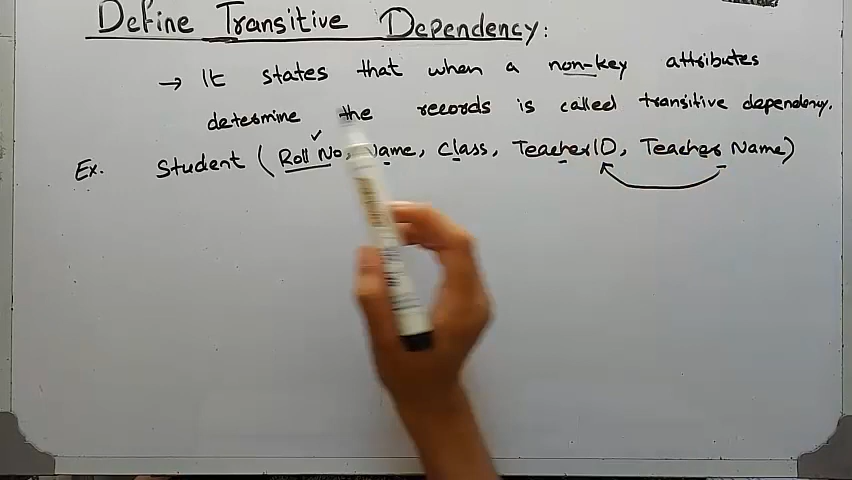 Define Transitive Dependency:
→ It states that when a non-key attributes
determine the records is called transitive dependency.
Ex. Student (Roll No, Name, Class, TeacherID, Teacher Name)